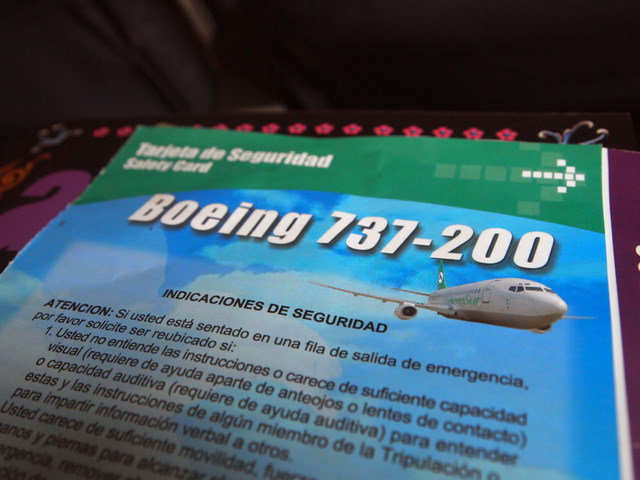 Tarjeta de Seguridad
Safety Card
Boeing 737-200
INDICACIONES DE SEGURIDAD
ATENCION: Si usted está sentado en una fila de salida de emergencia,
por favor solicite ser reubicado si:
1. Usted no entiende las instrucciones o carece de suficiente capacidad
visual (requiere de ayuda aparte de anteojos o lentes de contacto)
o capacidad auditiva (requiere de ayuda auditiva) para entender
estas y las instrucciones de algún miembro de la Tripulación o
para impartir información verbal a otros.
Usted carece de suficiente movilidad,
piernas para